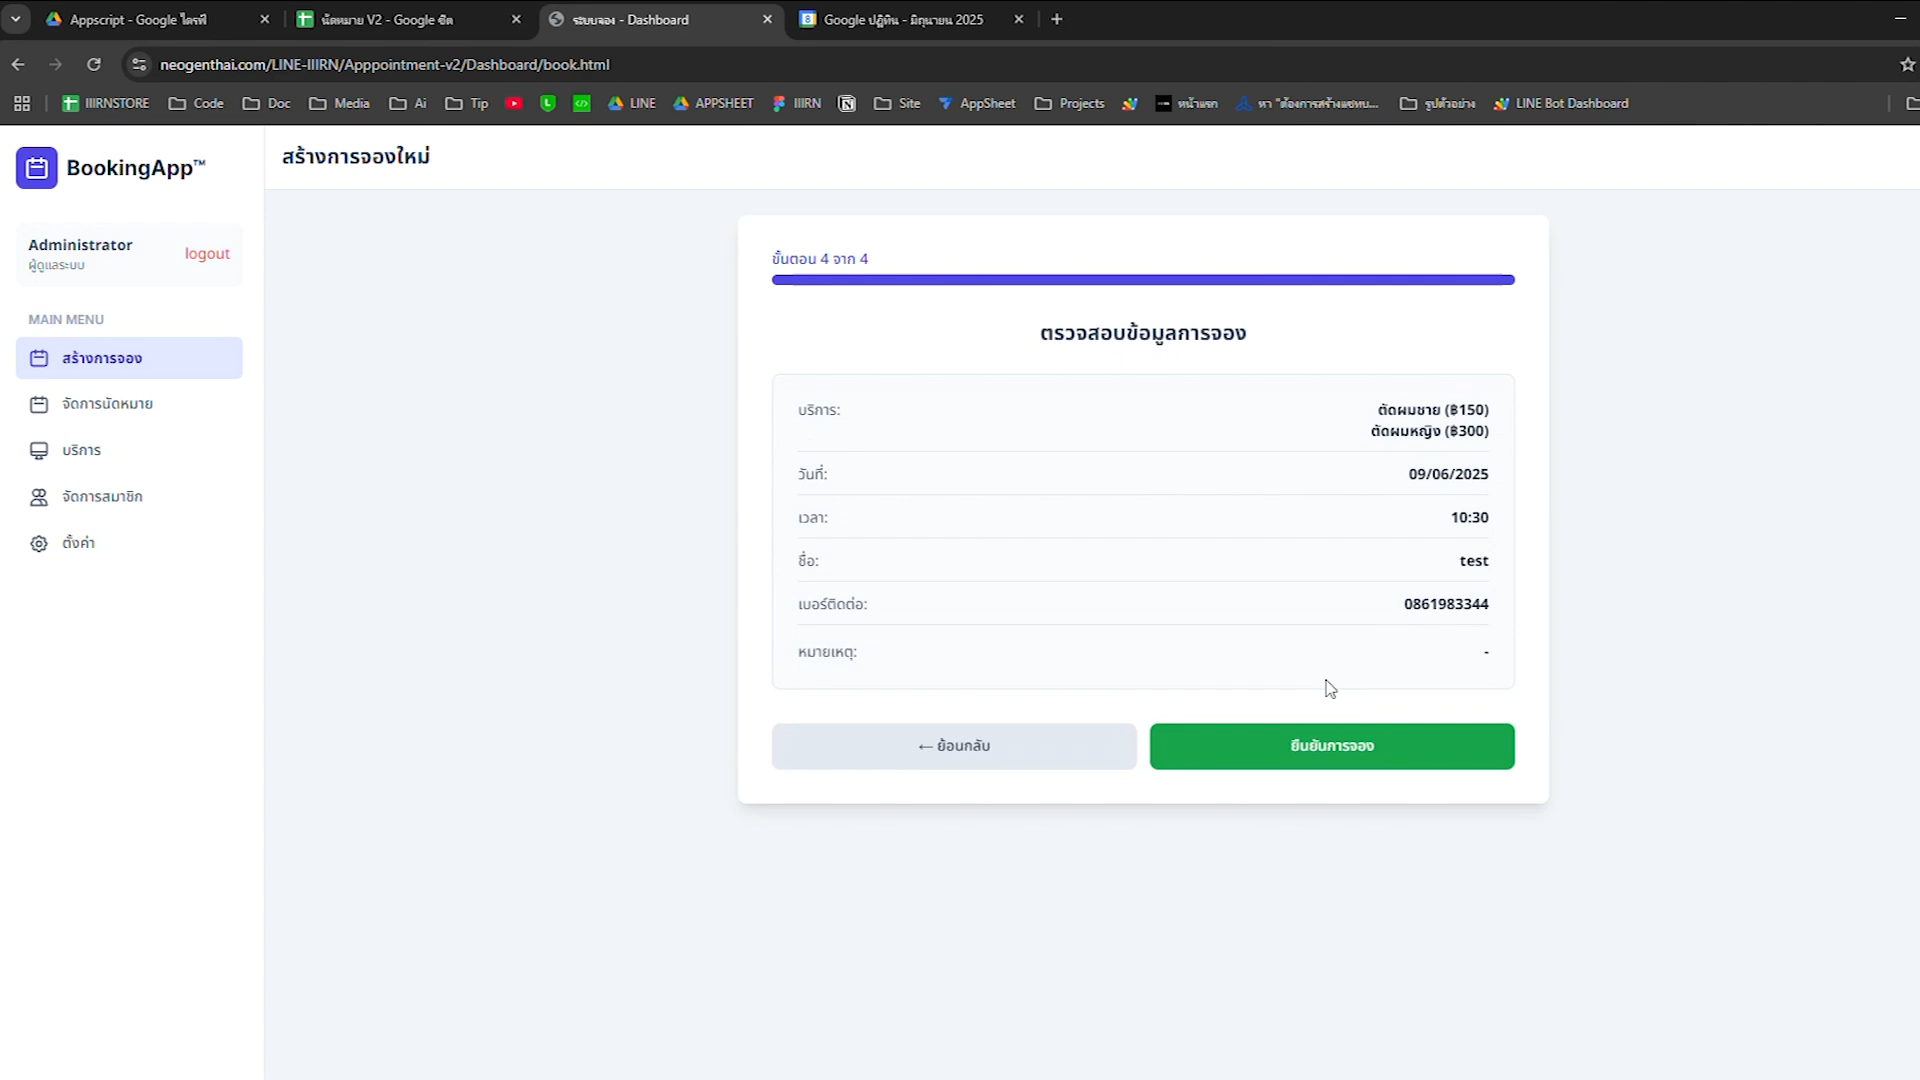 Appscript - Google ไดรฟ์
นัดหมาย V2 - Google ชีต
ระบบจอง - Dashboard
Google ปฏิทิน - มิถุนายน 2025
neogenthai.com/LINE-IIIRN/Apppointment-v2/Dashboard/book.html
IIIRNSTORE
Code
Doc
Media
Ai
Tip
LINE
APPSHEET
IIIRN
Site
AppSheet
Projects
หน้าแรก
หา "ต้องการสร้างแชทบ...
รูปตัวอย่าง
LINE Bot Dashboard
BookingApp™
สร้างการจองใหม่
Administrator
ผู้ดูแลระบบ
logout
MAIN MENU
สร้างการจอง
จัดการนัดหมาย
บริการ
จัดการสมาชิก
ตั้งค่า
ขั้นตอน 4 จาก 4
ตรวจสอบข้อมูลการจอง
บริการ:
ตัดผมชาย (฿150)
ตัดผมหญิง (฿300)
วันที่:
09/06/2025
เวลา:
10:30
ชื่อ:
test
เบอร์ติดต่อ:
0861983344
หมายเหตุ:
-
← ย้อนกลับ
ยืนยันการจอง